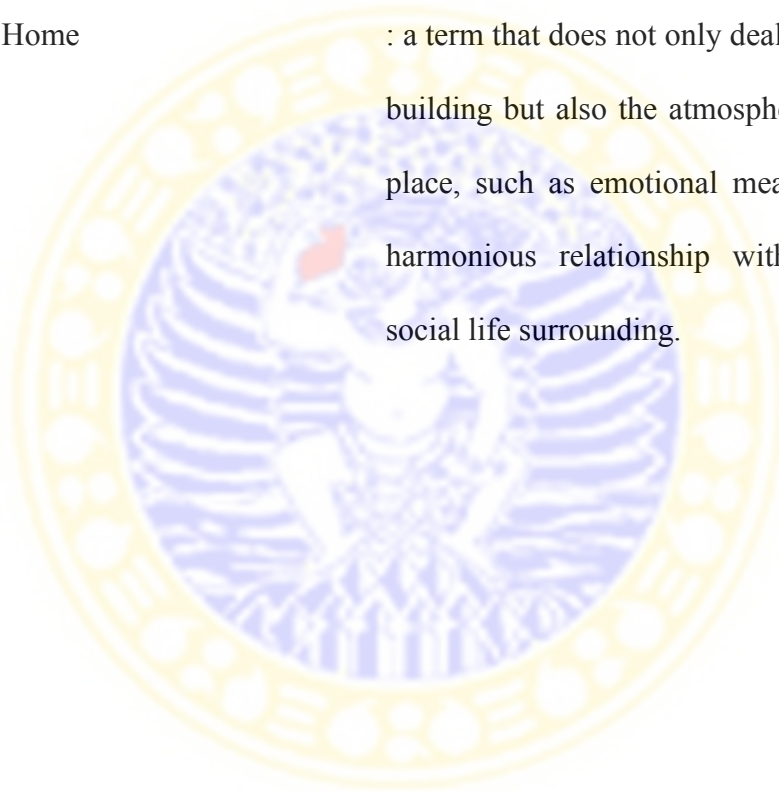 Home : a term that does not only deal
building but also the atmosph
place, such as emotional mea
harmonious relationship with
social life surrounding.